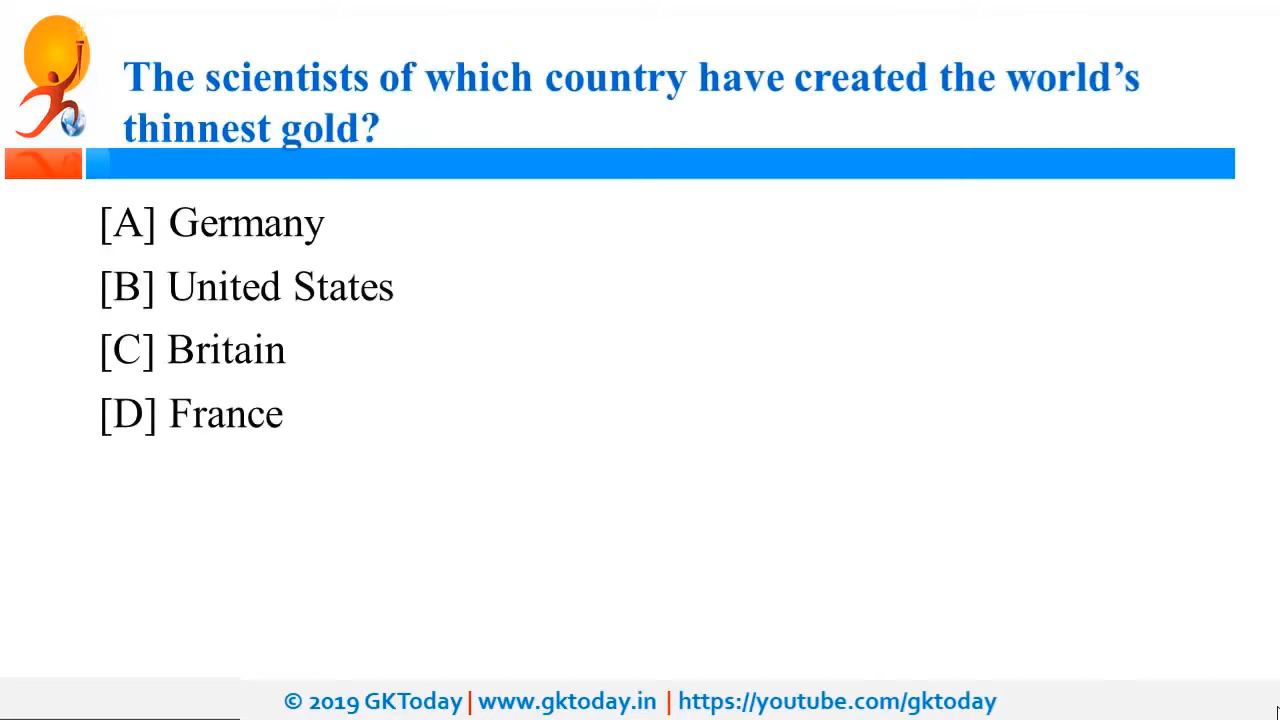 The scientists of which country have created the world’s
thinnest gold?
[A] Germany
[B] United States
[C] Britain
[D] France
© 2019 GKToday | www.gktoday.in | https://youtube.com/gktoday